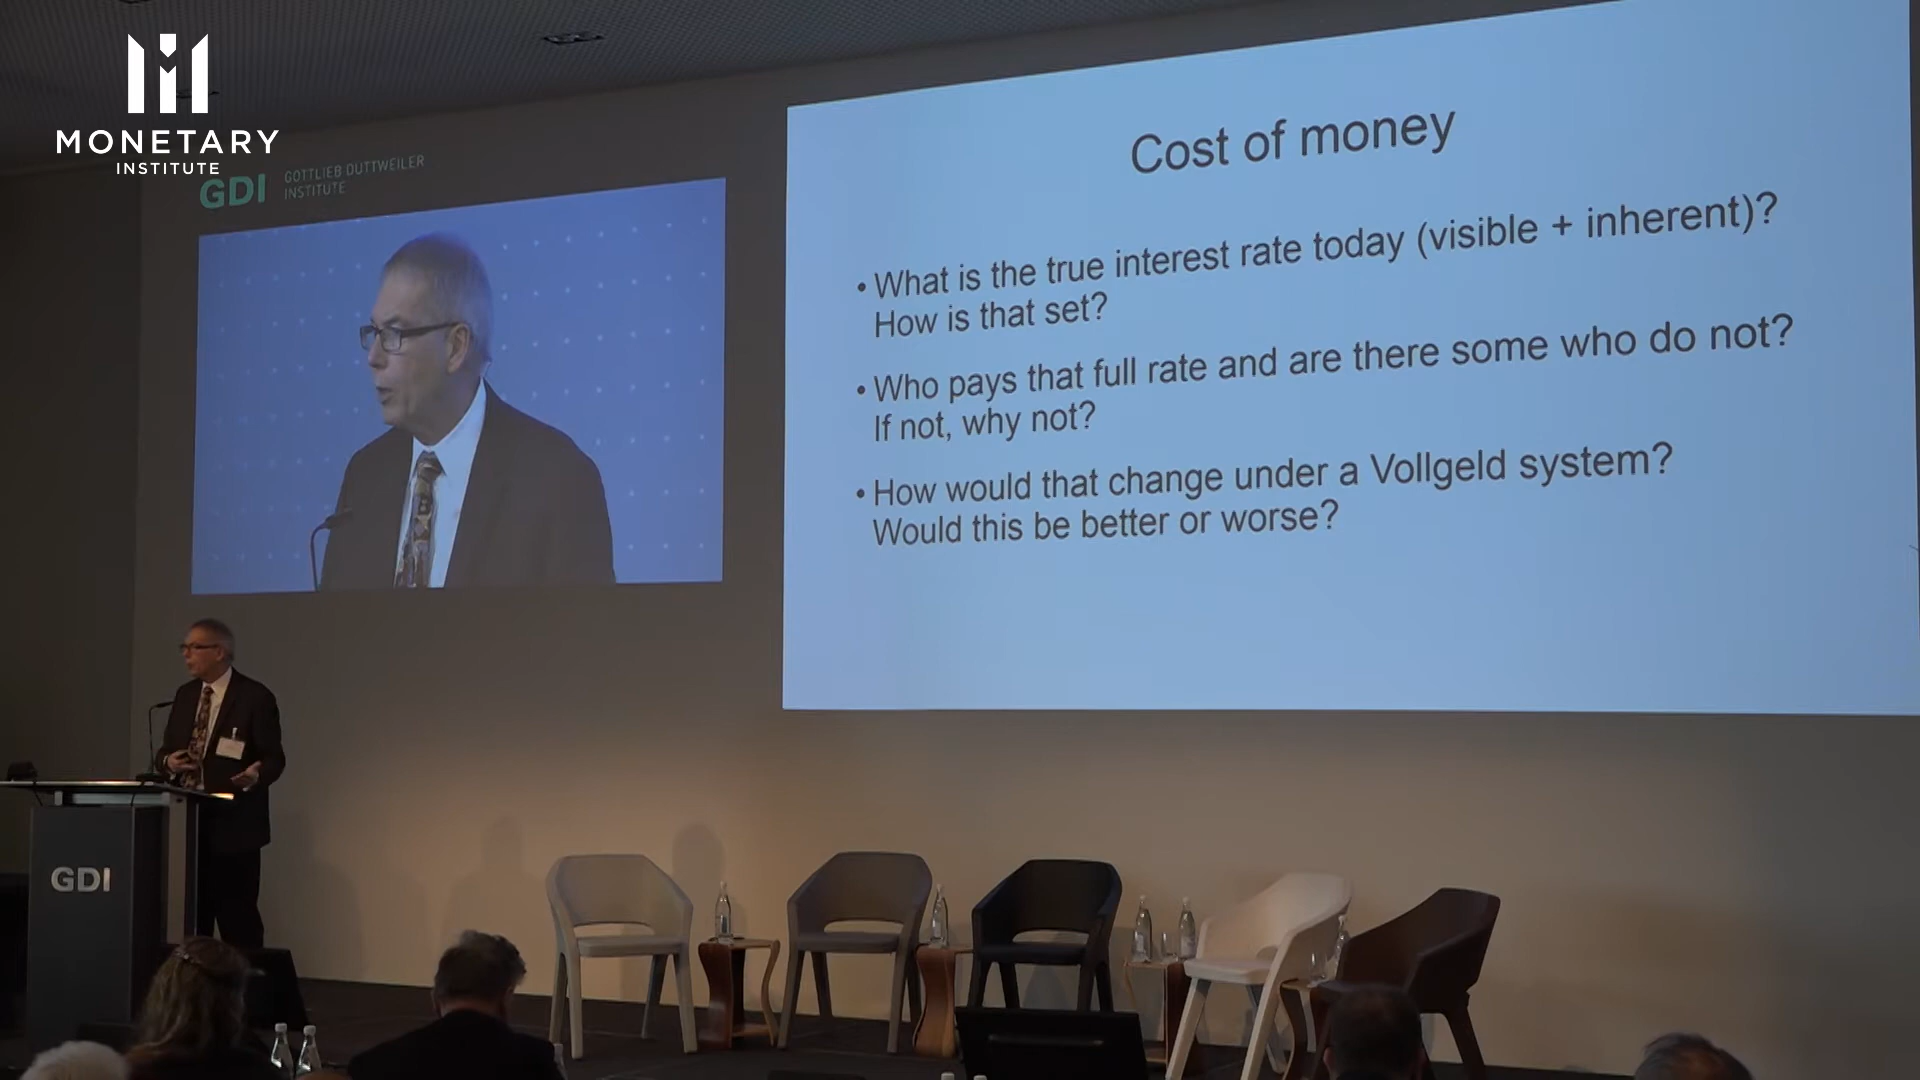 MONETARY
INSTITUTE
GDI
GOTTLIEB DUTTWEILER
INSTITUTE
Cost of money
• What is the true interest rate today (visible + inherent)?
How is that set?
• Who pays that full rate and are there some who do not?
If not, why not?
• How would that change under a Vollgeld system?
Would this be better or worse?
GDI